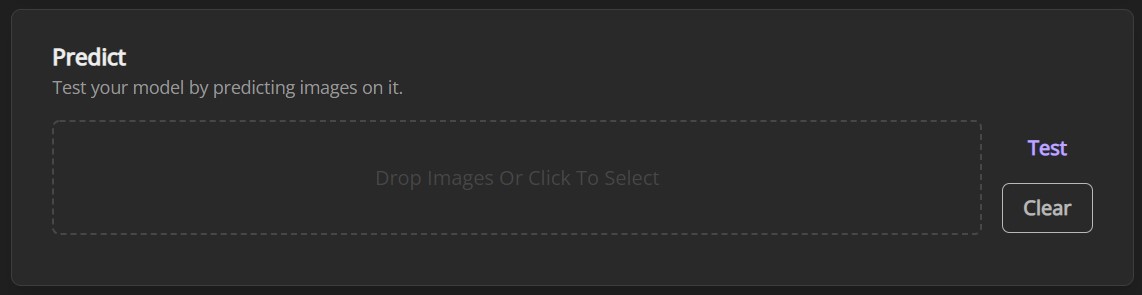 Predict
Test your model by predicting images on it.
Drop Images Or Click To Select
Test
Clear